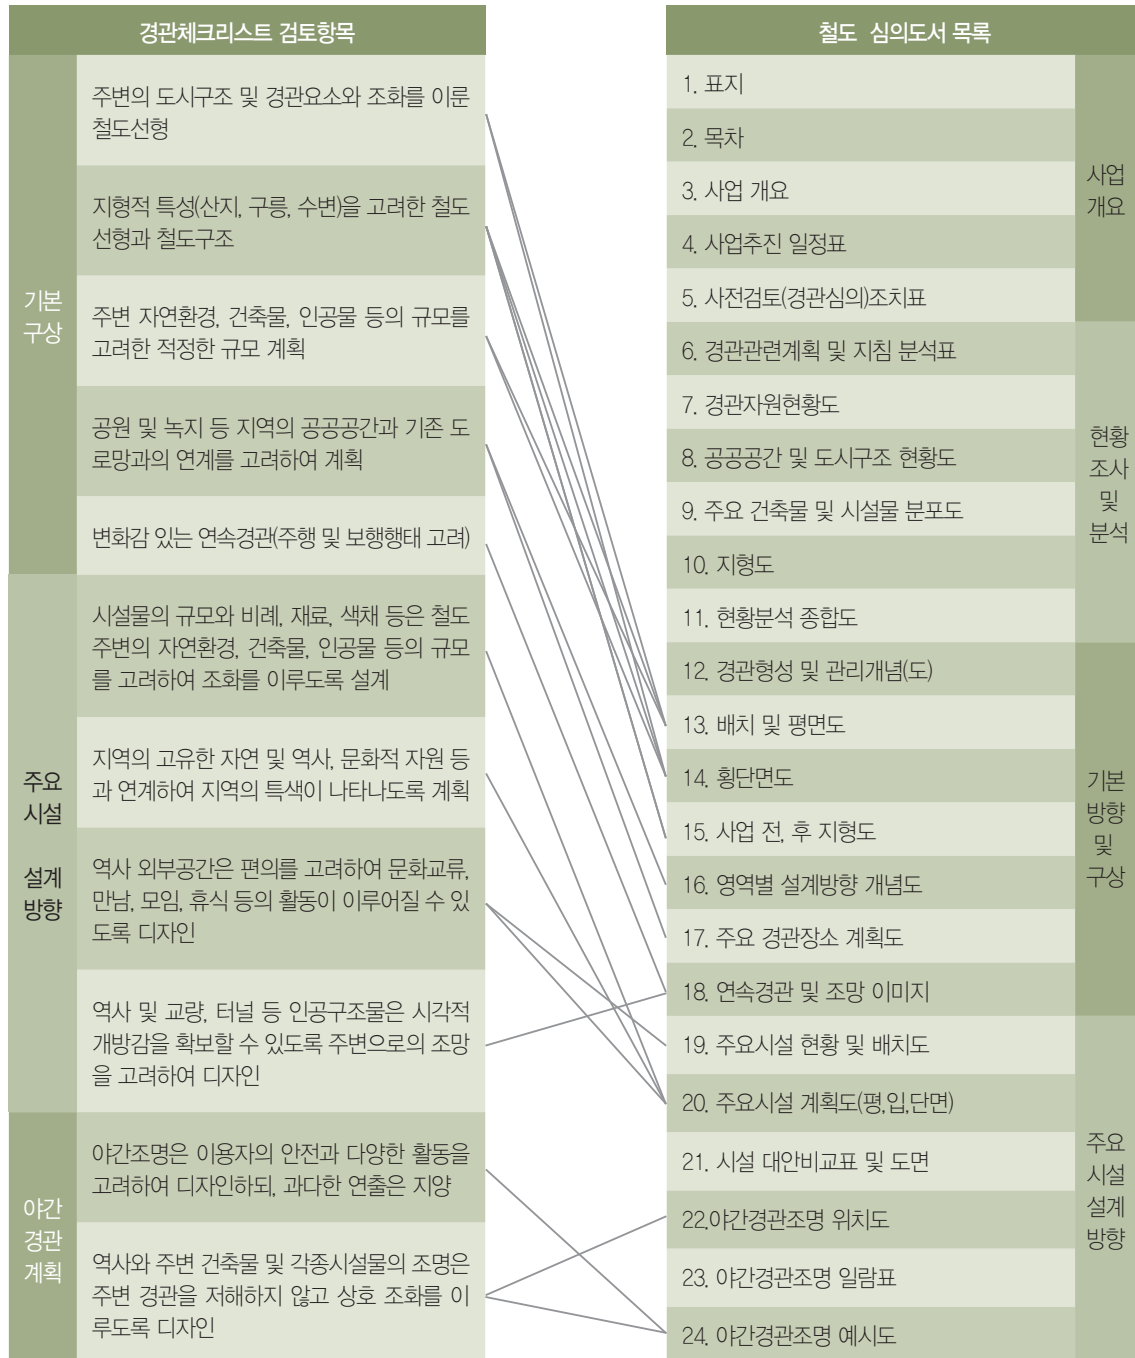 경관체크리스트 검토항목
기본
구상
주변의 도시구조 및 경관요소와 조화를 이룬
철도선형
지형적 특성(산지, 구릉, 수변)을 고려한 철도
선형과 철도구조
주변 자연환경, 건축물, 인공물 등의 규모를
고려한 적정한 규모 계획
공원 및 녹지 등 지역의 공공공간과 기존 도
로망과의 연계를 고려하여 계획
변화감 있는 연속경관(주행 및 보행행태 고려)
주요
시설
설계
방향
시설물의 규모와 비례, 재료, 색채 등은 철도
주변의 자연환경, 건축물, 인공물 등의 규모
를 고려하여 조화를 이루도록 설계
지역의 고유한 자연 및 역사, 문화적 자원 등
과 연계하여 지역의 특색이 나타나도록 계획
역사 외부공간은 편의를 고려하여 문화교류,
만남, 모임, 휴식 등의 활동이 이루어질 수 있
도록 디자인
역사 및 교량, 터널 등 인공구조물은 시각적
개방감을 확보할 수 있도록 주변으로의 조망
을 고려하여 디자인
야간
경관
계획
야간조명은 이용자의 안전과 다양한 활동을
고려하여 디자인하되, 과다한 연출은 지양
역사와 주변 건축물 및 각종시설물의 조명은
주변 경관을 저해하지 않고 상호 조화를 이
루도록 디자인
철도 심의도서 목록
1. 표지
2. 목차
3. 사업 개요
4. 사업추진 일정표
5. 사전검토(경관심의)조치표
사업
개요
6. 경관관련계획 및 지침 분석표
7. 경관자원현황도
8. 공공공간 및 도시구조 현황도
9. 주요 건축물 및 시설물 분포도
10. 지형도
11. 현황분석 종합도
현황
조사
및
분석
12. 경관형성 및 관리개념(도)
13. 배치 및 평면도
14. 횡단면도
15. 사업 전, 후 지형도
16. 영역별 설계방향 개념도
17. 주요 경관장소 계획도
18. 연속경관 및 조망 이미지
기본
방향
및
구상
19. 주요시설 현황 및 배치도
20. 주요시설 계획도(평,입,단면)
21. 시설 대안비교표 및 도면
22.야간경관조명 위치도
23. 야간경관조명 일람표
24. 야간경관조명 예시도
주요
시설
설계
방향